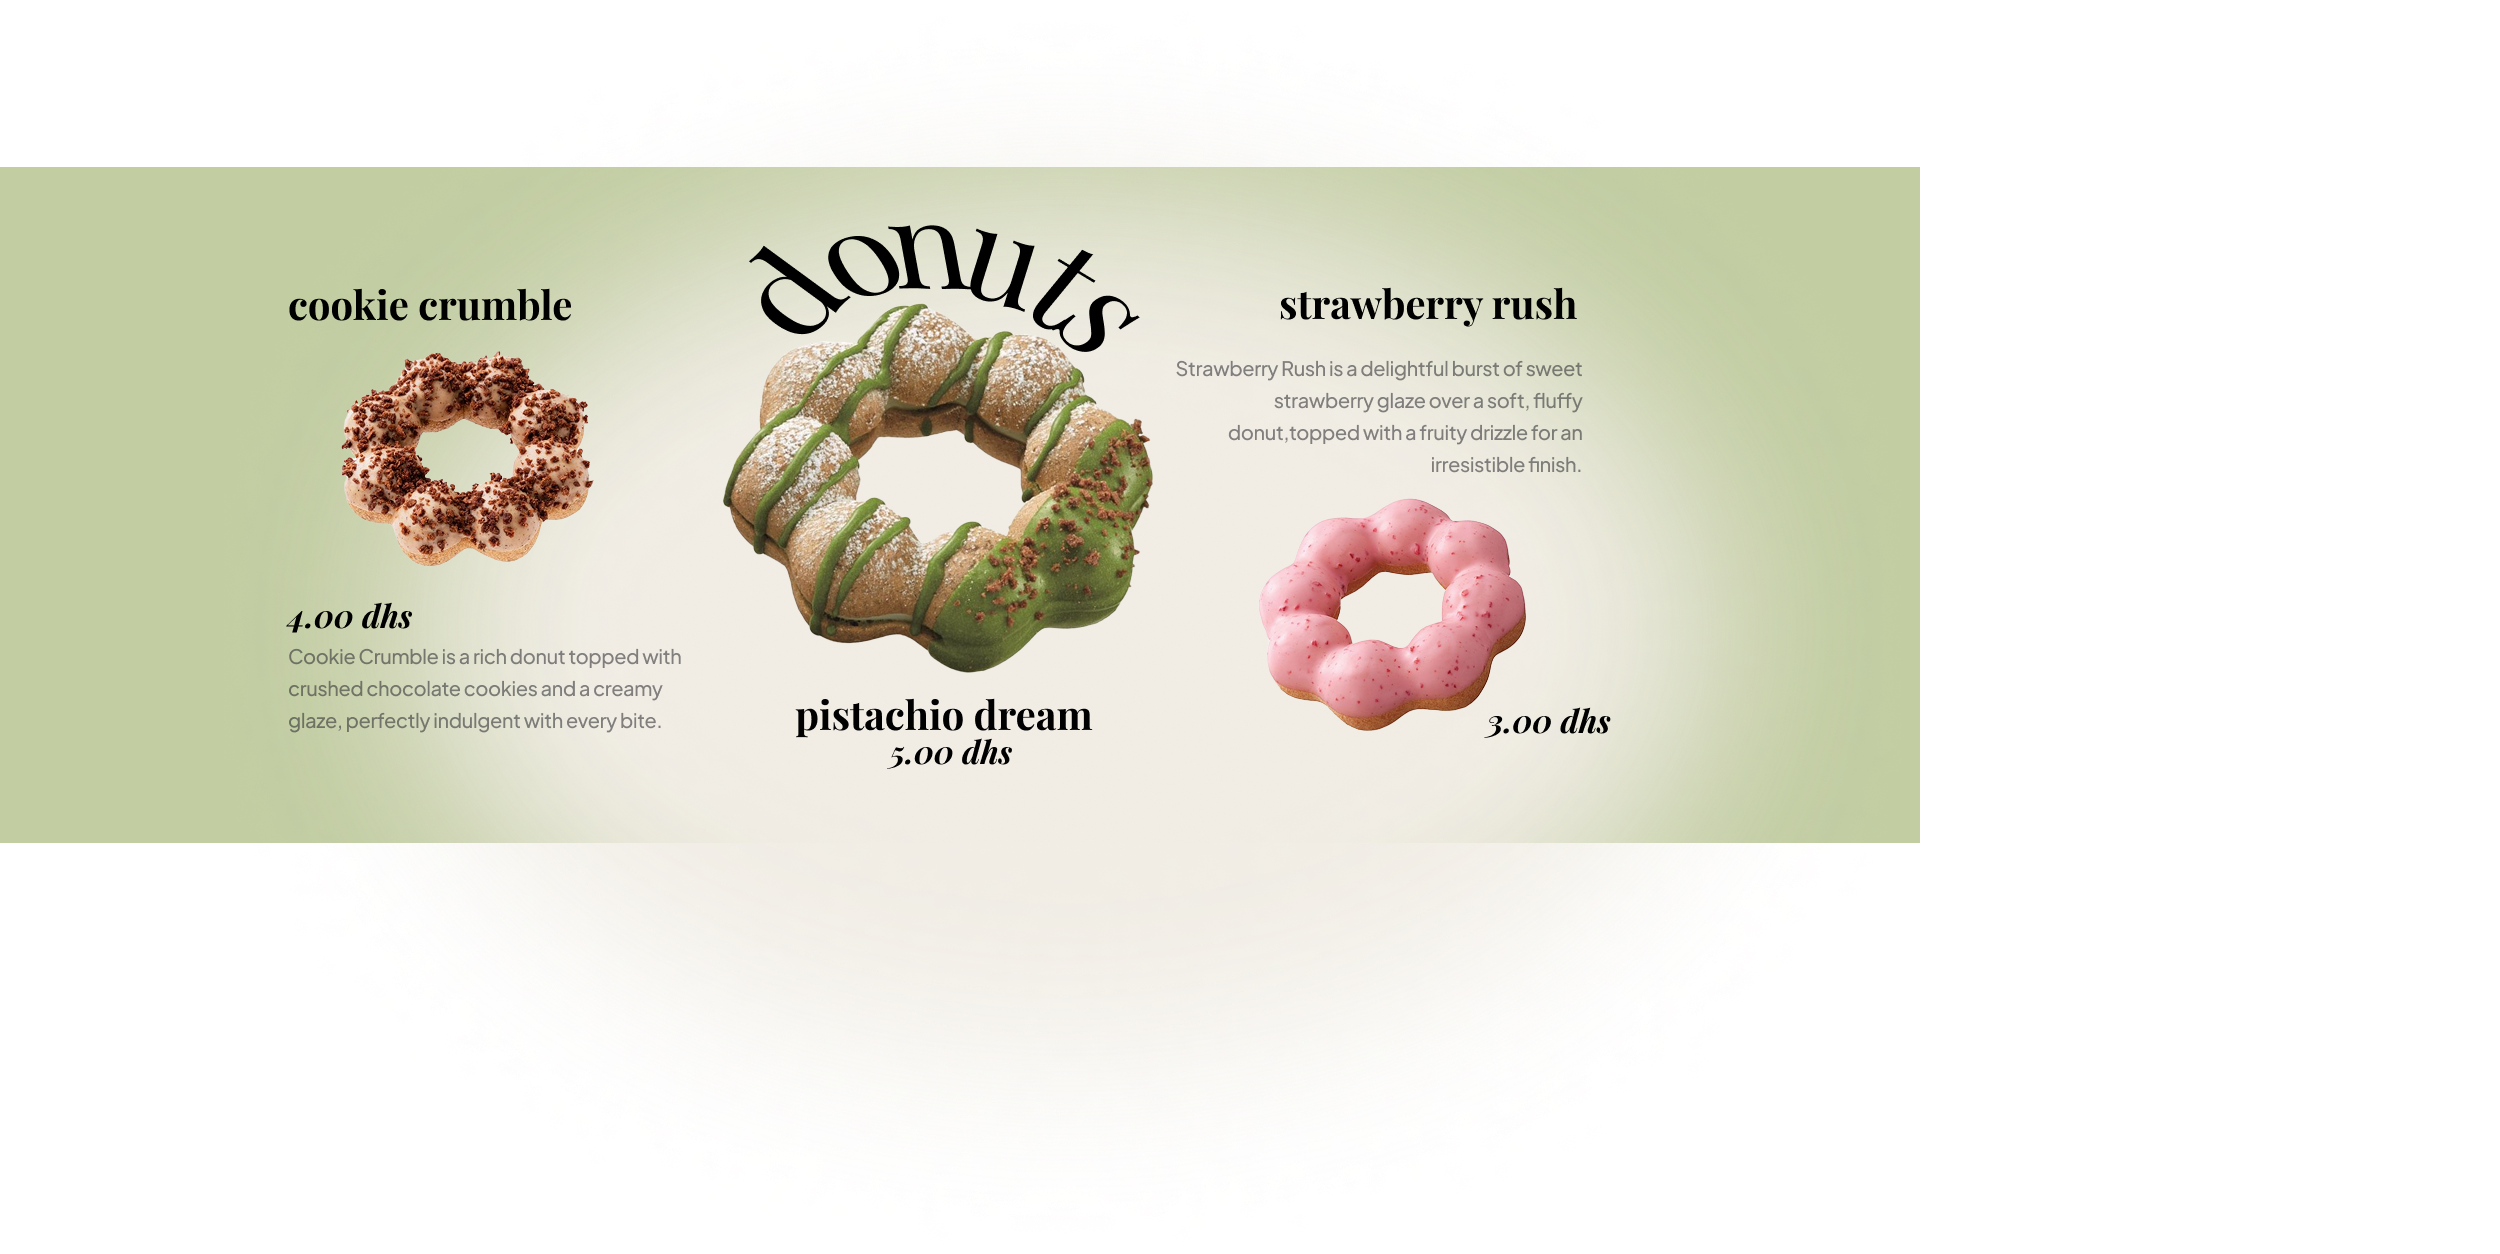 donuts
cookie crumble
4.00 dhs
Cookie Crumble is a rich donut topped with
crushed chocolate cookies and a creamy
glaze, perfectly indulgent with every bite.
pistachio dream
5.00 dhs
strawberry rush
Strawberry Rush is a delightful burst of sweet
strawberry glaze over a soft, fluffy
donut,topped with a fruity drizzle for an
irresistible finish.
3.00 dhs